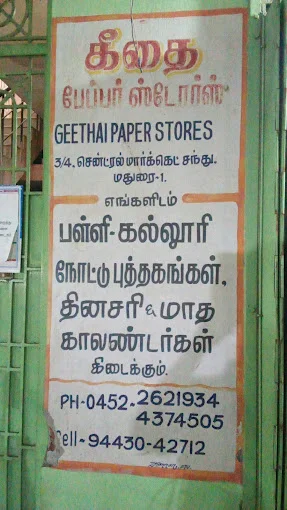 கீதை
பேப்பர் ஸ்டோர்ஸ்
GEETHAI PAPER STORES
3/4, சென்ட்ரல் மார்க்கெட் சந்து.
மதுரை-1.
எங்களிடம்
பள்ளி-கல்லூரி
நோட்டு புத்தகங்கள்,
தினசரி & மாத
காலண்டர்கள்
கிடைக்கும்.
PH-0452-2621934
4374505
Cell-94430-42712